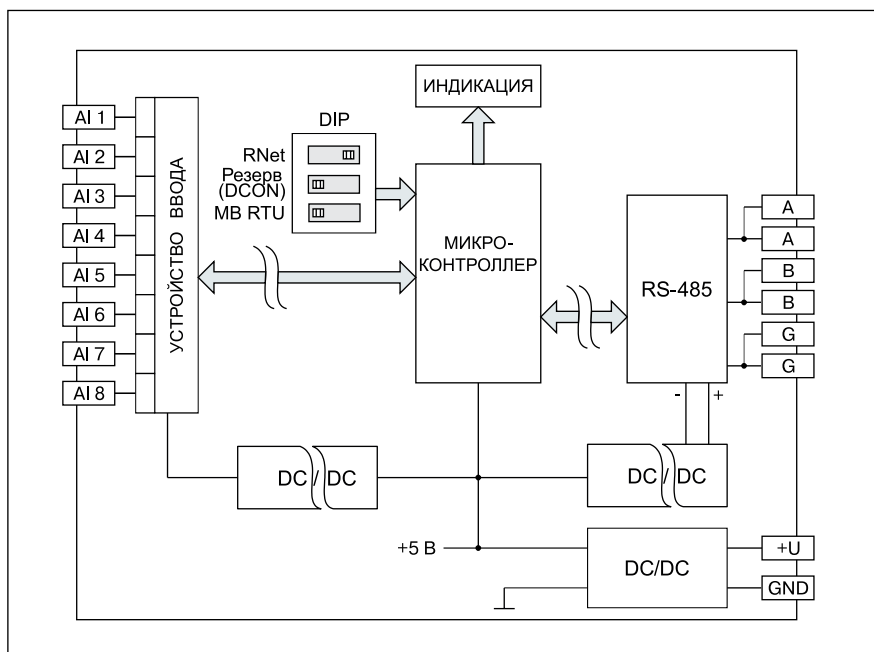 ИНДИКАЦИЯ
DIP
RNet
Резерв
(DCON)
MB RTU
AI 1
AI 2
AI 3
AI 4
AI 5
AI 6
AI 7
AI 8
УСТРОЙСТВО ВВОДА
МИКРО-
КОНТРОЛЛЕР
RS-485
A
A
B
B
G
G
- +
DC / DC
DC / DC
+5 В
DC/DC
+U
GND